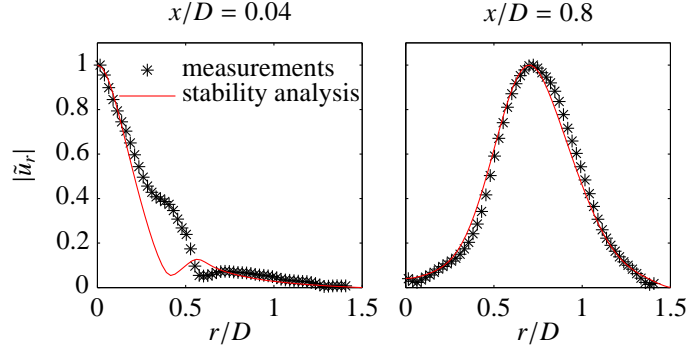 x/D = 0.04
x/D = 0.8
measurements
stability analysis
|ũ_r|
1
0.8
0.6
0.4
0.2
0
0 0.5 1 1.5
0 0.5 1 1.5
r/D
r/D